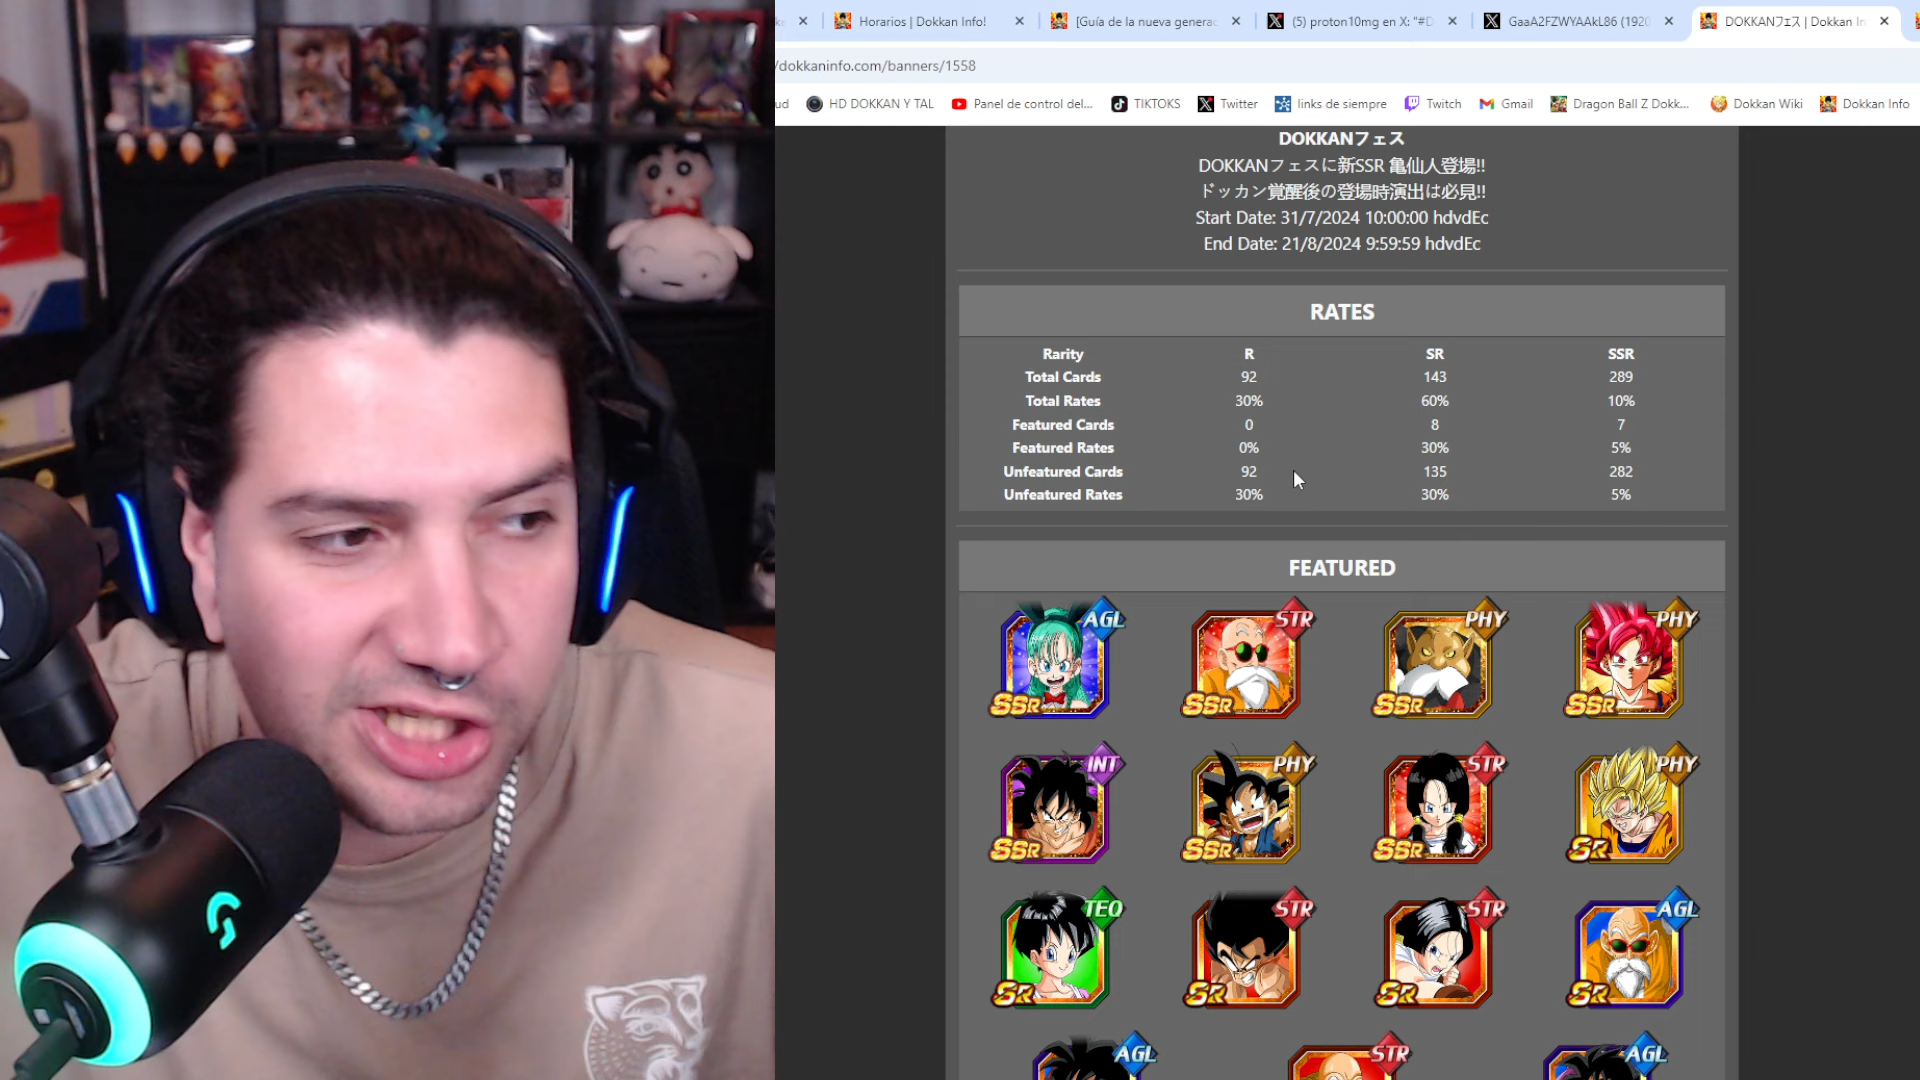 Horarios | Dokkan Info!
[Guía de la nueva generac
(5) proton10mg en X: "#D
GaaA2FZWYAAkL86 (1920
DOKKANフェス | Dokkan In
/dokkaninfo.com/banners/1558
ud
HD DOKKAN Y TAL
Panel de control del...
TIKTOKS
Twitter
links de siempre
Twitch
Gmail
Dragon Ball Z Dokk...
Dokkan Wiki
Dokkan Info
DOKKANフェス
DOKKANフェスに新SSR 亀仙人登場!!
ドッカン覚醒後の登場時演出は必見!!
Start Date: 31/7/2024 10:00:00 hdvdEc
End Date: 21/8/2024 9:59:59 hdvdEc
RATES
Rarity R SR SSR
Total Cards 92 143 289
Total Rates 30% 60% 10%
Featured Cards 0 8 7
Featured Rates 0% 30% 5%
Unfeatured Cards 92 135 282
Unfeatured Rates 30% 30% 5%
FEATURED
AGL STR PHY PHY
SSR SSR SSR SSR
INT PHY STR PHY
SSR SSR SSR SR
TEQ STR STR AGL
SR SR SR SR
AGL STR AGL